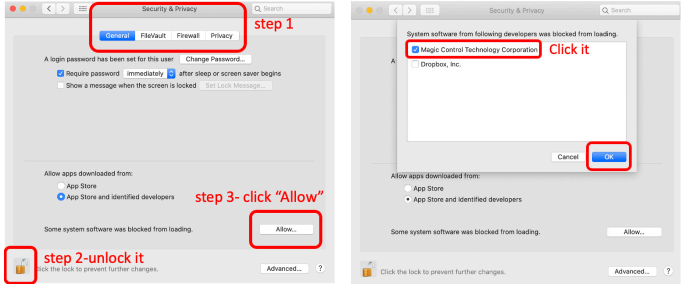 Security & Privacy
Search
step 1
General FileVault Firewall Privacy
A login password has been set for this user Change Password...
Require password immediately after sleep or screen saver begins
Show a message when the screen is locked Set Lock Message...
Allow apps downloaded from:
App Store
App Store and identified developers
step 3- click “Allow”
Some system software was blocked from loading.
Allow...
step 2-unlock it
Click the lock to prevent further changes.
Advanced...
?
Security & Privacy
Search
System software from following developers was blocked from loading.
Magic Control Technology Corporation
Click it
Dropbox, Inc.
A
Cancel
OK
Allow apps downloaded from:
App Store
App Store and identified developers
Some system software was blocked from loading.
Allow...
Click the lock to prevent further changes.
Advanced...
?